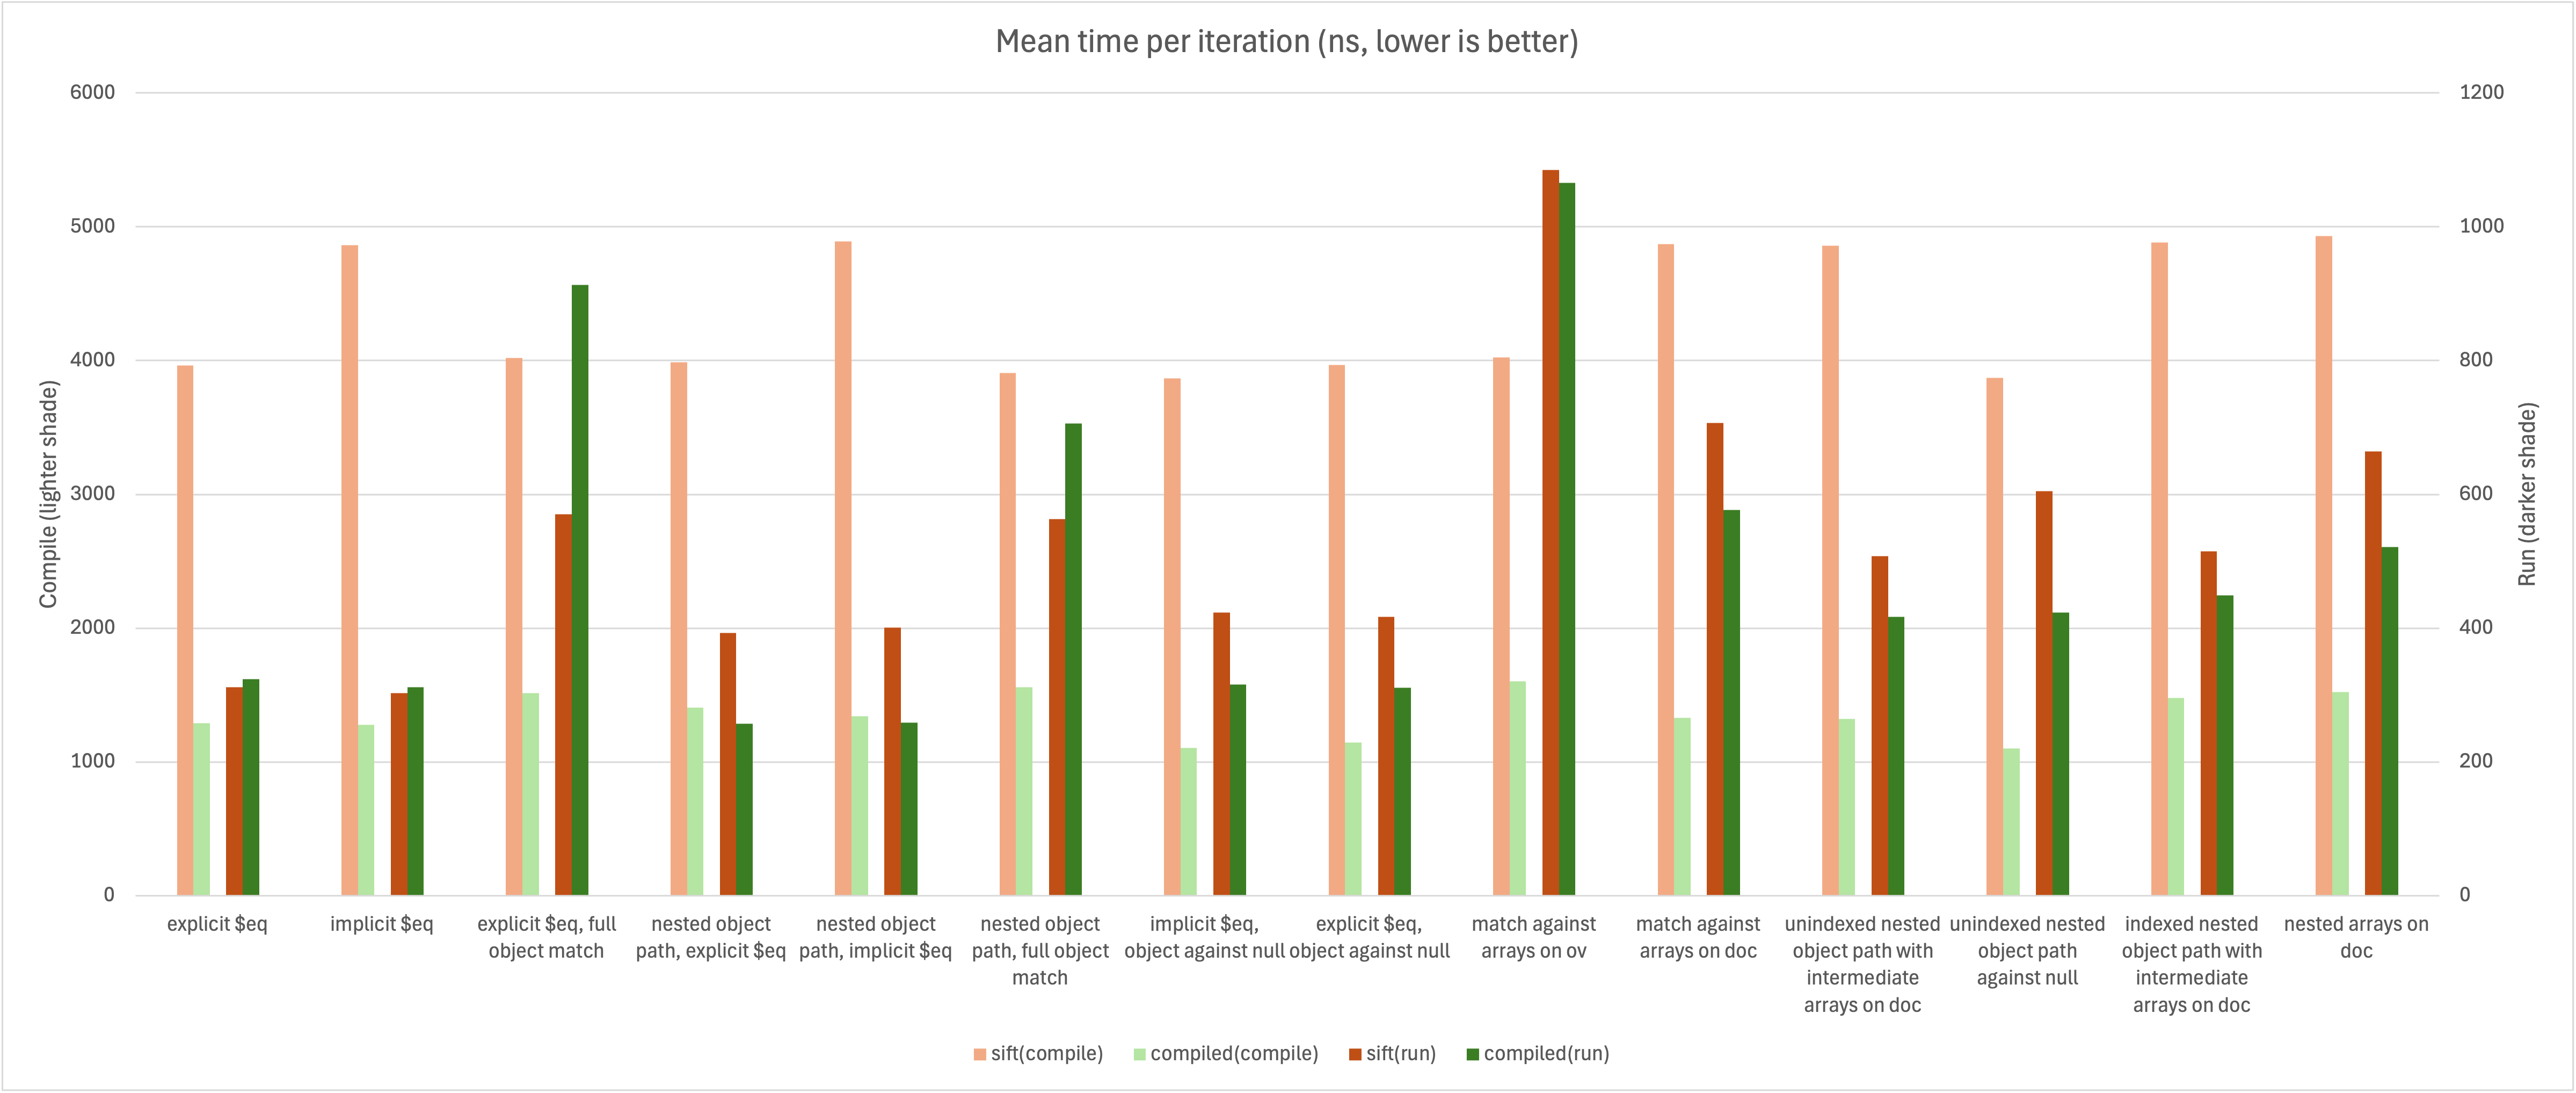 Mean time per iteration (ns, lower is better)
6000
5000
4000
3000
2000
1000
0
Compile (lighter shade)
1200
1000
800
600
400
200
0
Run (darker shade)
explicit $eq
implicit $eq
explicit $eq, full
object match
nested object
path, explicit $eq
nested object
path, implicit $eq
nested object
path, full object
match
implicit $eq,
object against null
explicit $eq,
object against null
match against
arrays on ov
match against
arrays on doc
unindexed nested
object path with
intermediate
arrays on doc
unindexed nested
object path
against null
indexed nested
object path with
intermediate
arrays on doc
nested arrays on
doc
sift(compile)
compiled(compile)
sift(run)
compiled(run)